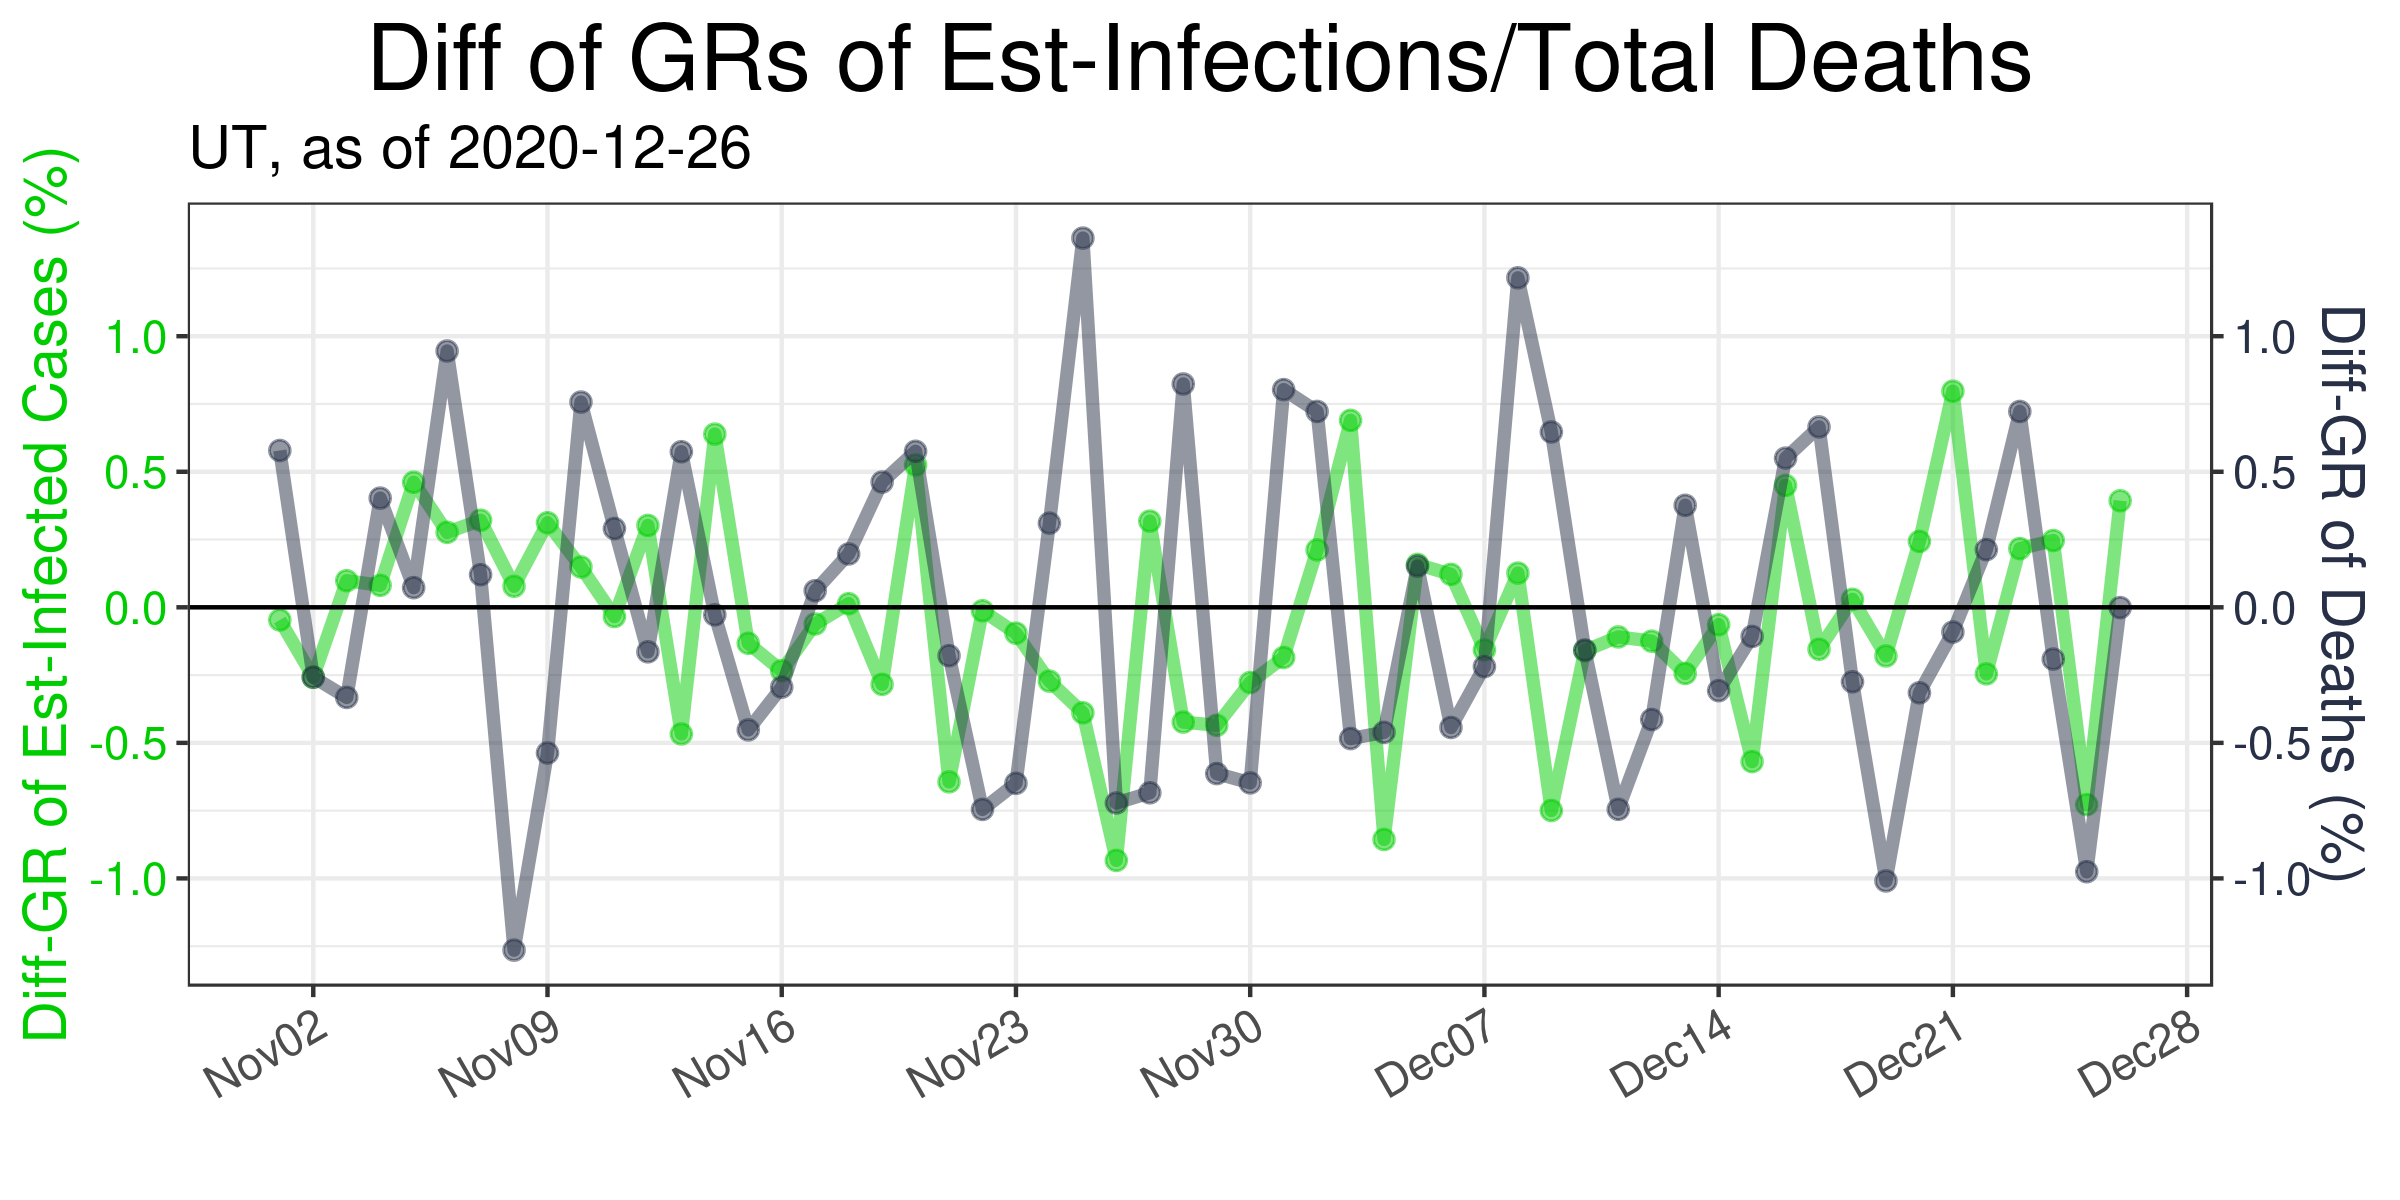 Diff of GRs of Est-Infections/Total Deaths
UT, as of 2020-12-26
Diff-GR of Est-Infected Cases (%)
1.0
0.5
0.0
-0.5
-1.0
1.0
0.5
0.0
-0.5
-1.0
Diff-GR of Deaths (%)
Nov02
Nov09
Nov16
Nov23
Nov30
Dec07
Dec14
Dec21
Dec28